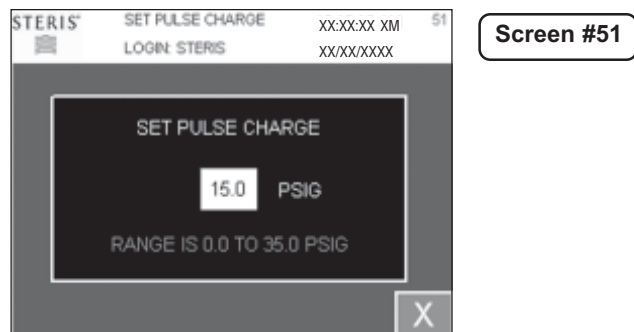 STERIS®
SET PULSE CHARGE
XX:XX:XX XM
51
LOGIN: STERIS
XX/XX/XXXX
Screen #51
SET PULSE CHARGE
15.0 PSIG
RANGE IS 0.0 TO 35.0 PSIG
X